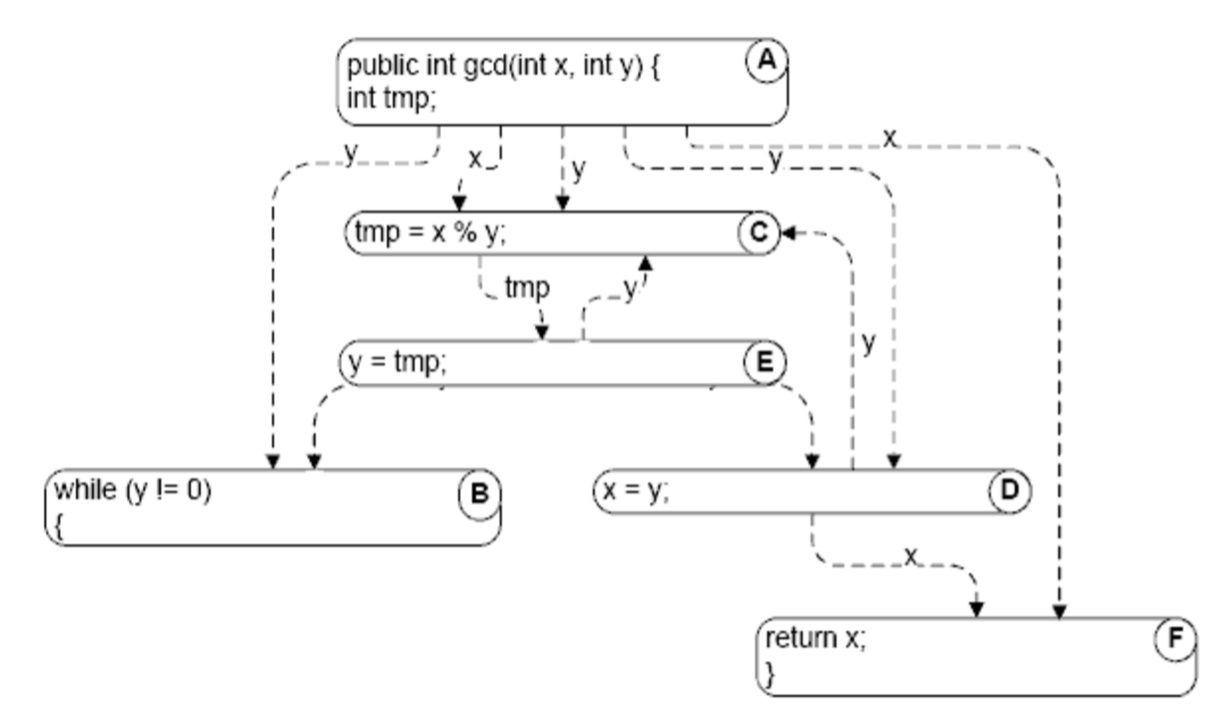 public int gcd(int x, int y) { A
int tmp;
y x y y x
tmp = x % y; C
tmp y
y
y = tmp; E
while (y != 0) B
{
x = y; D
x
return x; F
}